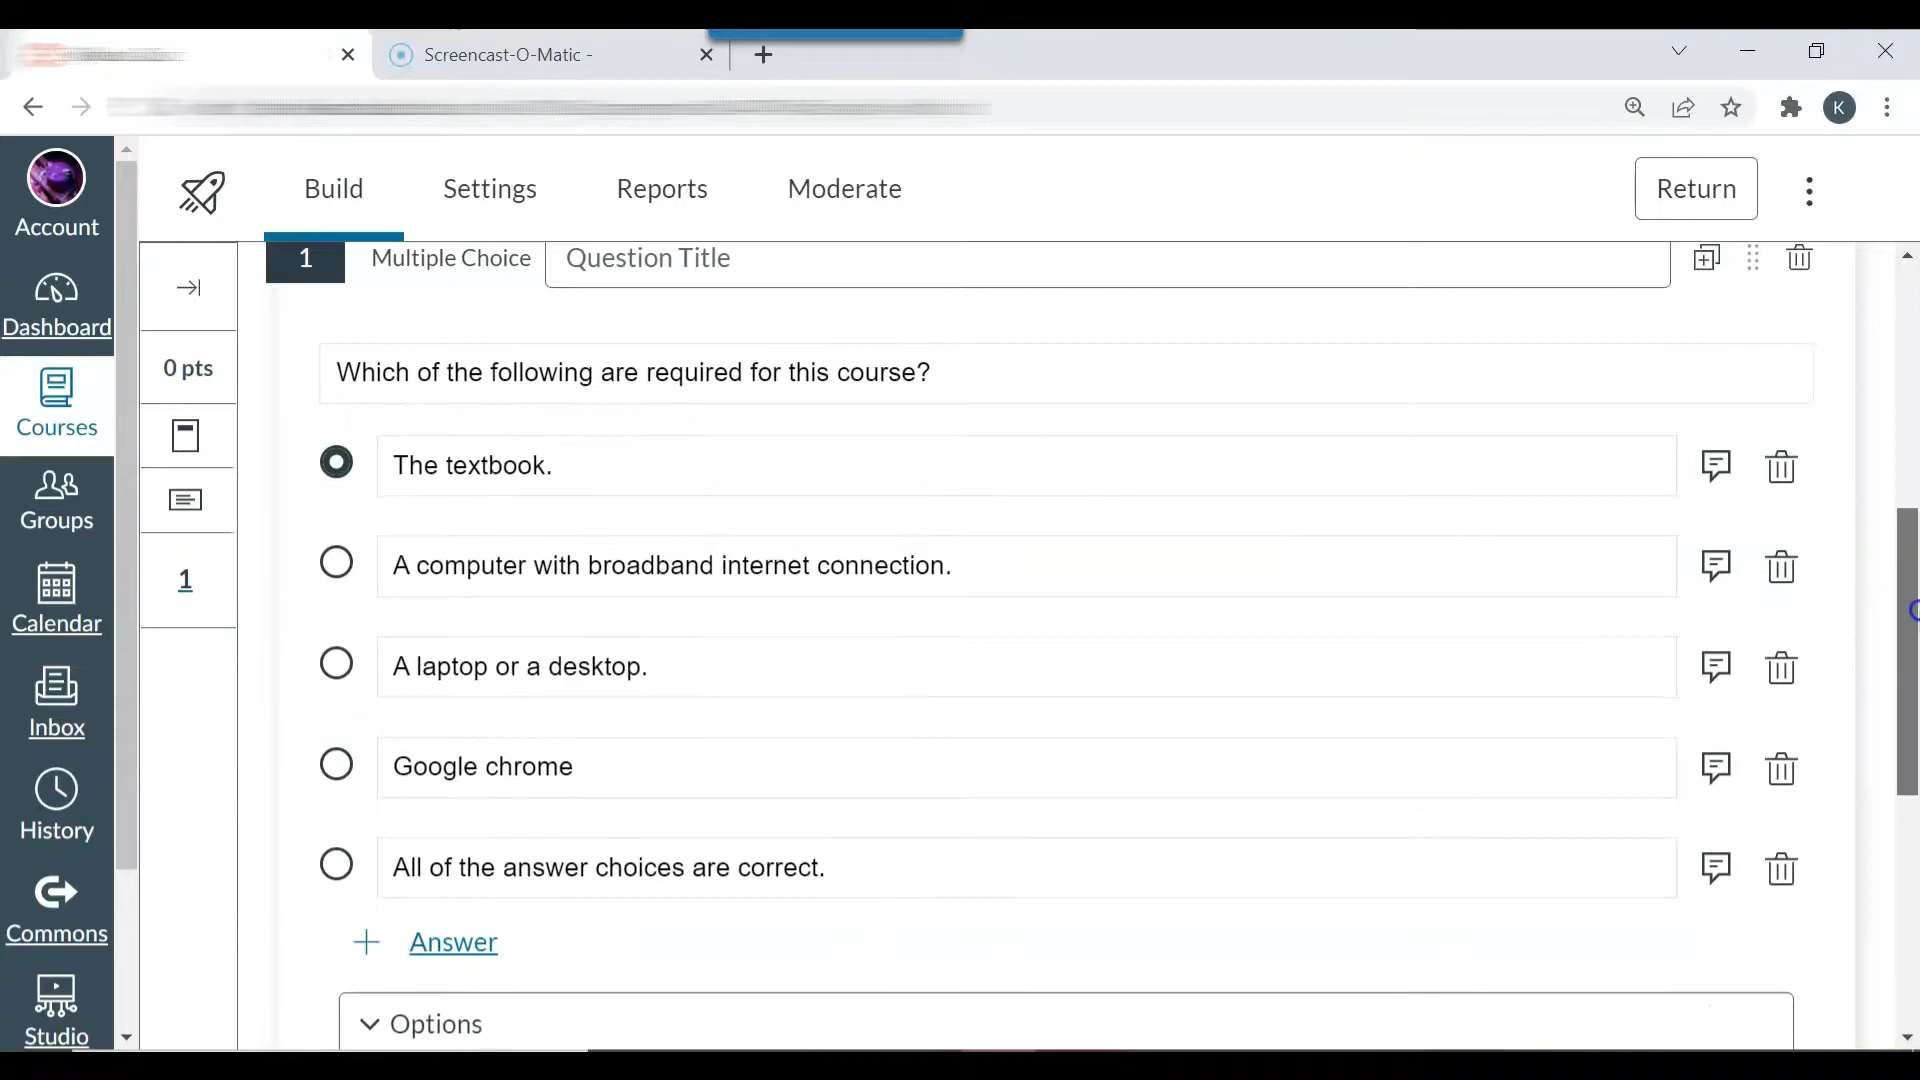 Screencast-O-Matic -
K
Account
Dashboard
Courses
Groups
Calendar
Inbox
History
Commons
Studio
Build
Settings
Reports
Moderate
Return
0 pts
1
1
Multiple Choice
Question Title
Which of the following are required for this course?
The textbook.
A computer with broadband internet connection.
A laptop or a desktop.
Google chrome
All of the answer choices are correct.
Answer
Options